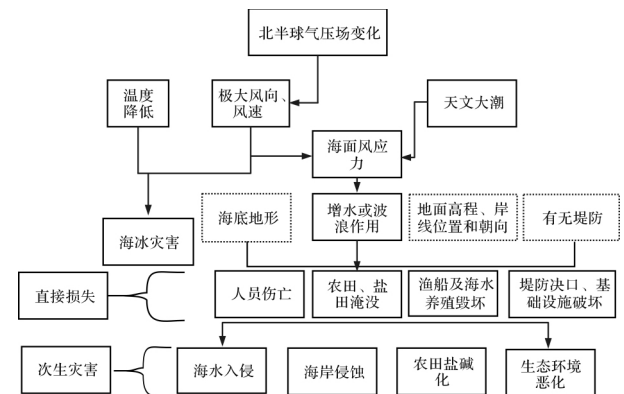 北半球气压场变化
温度
降低
极大风向、
风速
天文大潮
海面风应
力
海底地形
增水或波
浪作用
地面高程、岸
线位置和朝向
有无堤防
海冰灾害
直接损失
人员伤亡
农田、盐
田淹没
渔船及海水
养殖毁坏
堤防决口、基
础设施破坏
次生灾害
海水入侵
海岸侵蚀
农田盐碱
化
生态环境
恶化